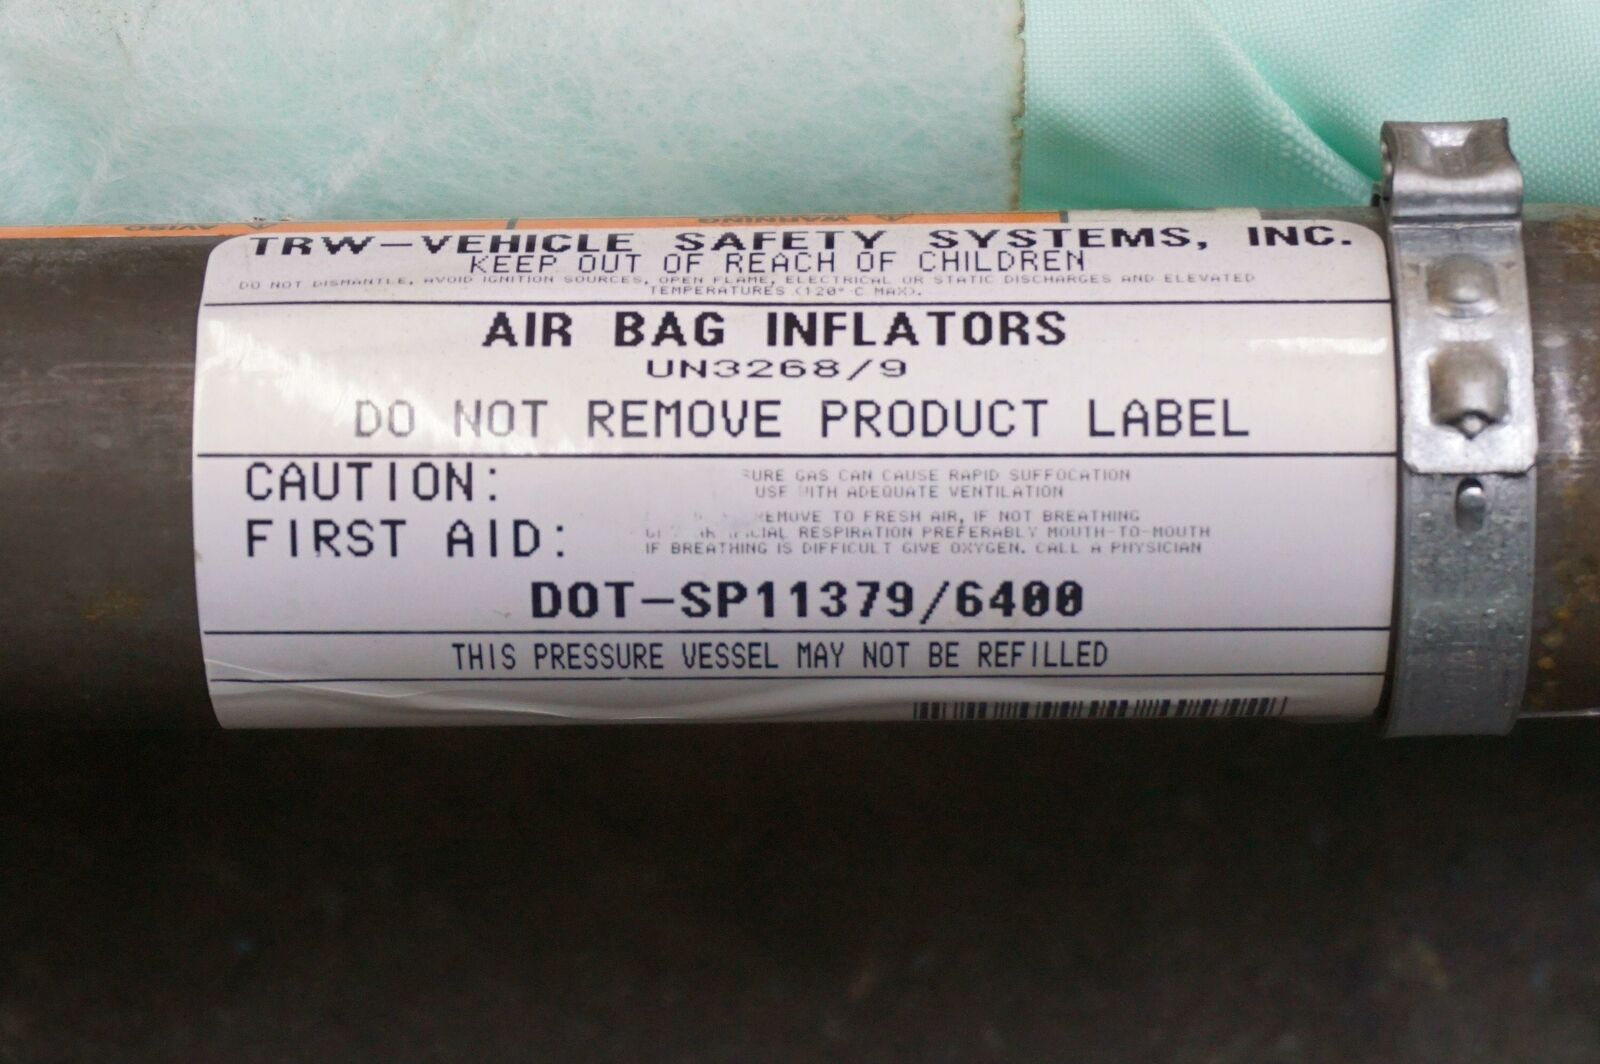 AVISO
WARNING
TRW-VEHICLE SAFETY SYSTEMS, INC.
KEEP OUT OF REACH OF CHILDREN
DO NOT DISMANTLE, AVOID IGNITION SOURCES, OPEN FLAME, ELECTRICAL OR STATIC DISCHARGES AND ELEVATED
TEMPERATURES (120° C MAX).
AIR BAG INFLATORS
UN3268/9
DO NOT REMOVE PRODUCT LABEL
CAUTION:
GAS CAN CAUSE RAPID SUFFOCATION
USE ADEQUATE VENTILATION
FIRST AID:
TO FRESH AIR, IF NOT BREATHING
RESPIRATION PREFERABLY MOUTH-TO-MOUTH
IF BREATHING IS DIFFICULT GIVE OXYGEN. CALL A PHYSICIAN
DOT-SP11379/6400
THIS PRESSURE VESSEL MAY NOT BE REFILLED